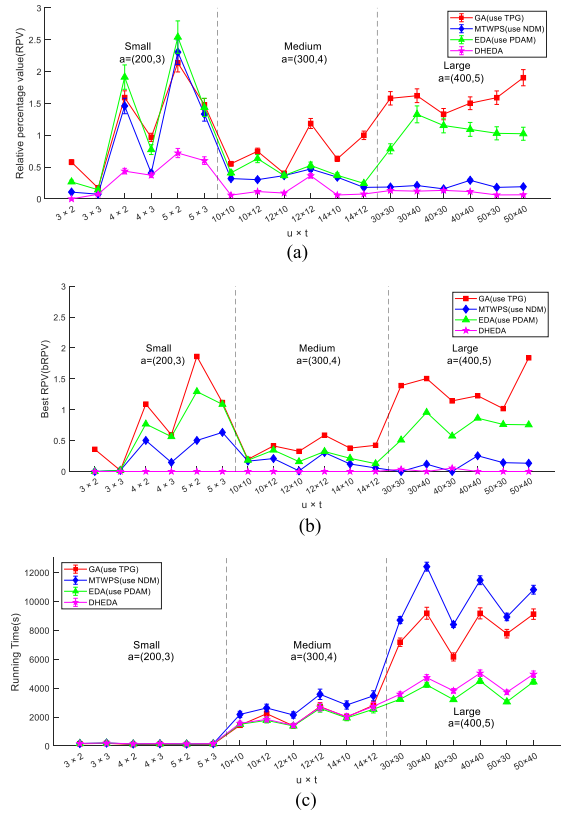 GA(use TPG)
MTWPS(use NDM)
EDA(use PDAM)
DHEDA
Small
a=(200,3)
Medium
a=(300,4)
Large
a=(400,5)
Relative percentage value(RPV)
2.5
2
1.5
1
0.5
0
3 × 2
3 × 3
4 × 2
4 × 3
5 × 2
5 × 3
10×10
10×12
12×10
12×12
14×10
14×12
30×30
30×40
40×30
40×40
50×30
50×40
u × t
(a)
GA(use TPG)
MTWPS(use NDM)
EDA(use PDAM)
DHEDA
Small
a=(200,3)
Medium
a=(300,4)
Large
a=(400,5)
Best RPV(bRPV)
3
2.5
2
1.5
1
0.5
0
3 × 2
3 × 3
4 × 2
4 × 3
5 × 2
5 × 3
10×10
10×12
12×10
12×12
14×10
14×12
30×30
30×40
40×30
40×40
50×30
50×40
u × t
(b)
GA(use TPG)
MTWPS(use NDM)
EDA(use PDAM)
DHEDA
Small
a=(200,3)
Medium
a=(300,4)
Large
a=(400,5)
Running Time(s)
12000
10000
8000
6000
4000
2000
0
3 × 2
3 × 3
4 × 2
4 × 3
5 × 2
5 × 3
10×10
10×12
12×10
12×12
14×10
14×12
30×30
30×40
40×30
40×40
50×30
50×40
u × t
(c)